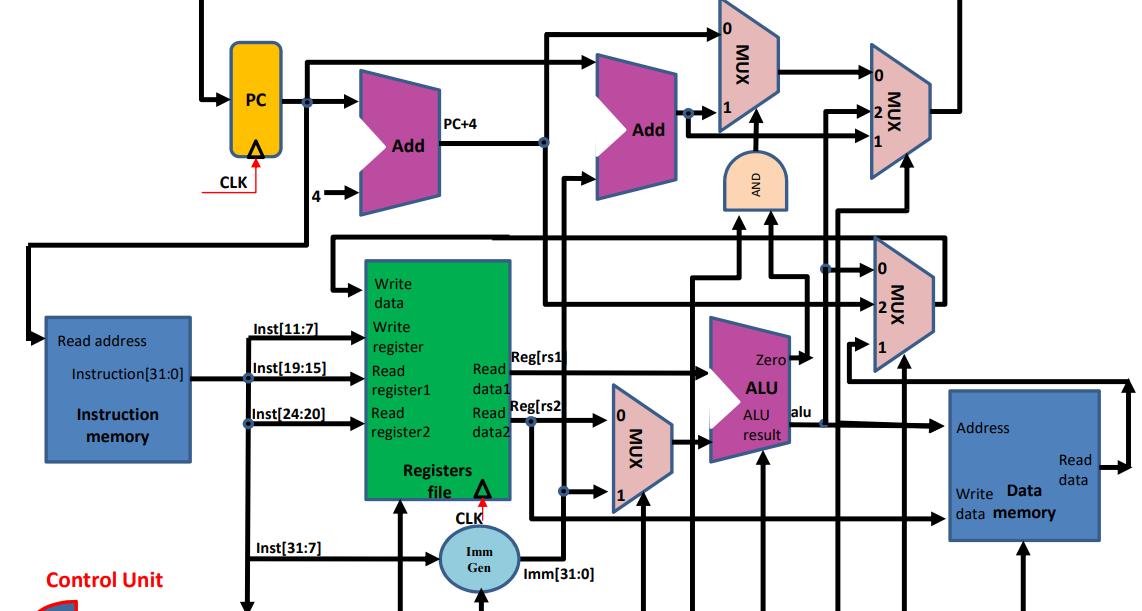 0
MUX
1
PC
CLK
Add
PC+4
4
Add
0
2
MUX
1
AND
0
MUX
2
1
Write
data
Write
register
Read
register1
Read
register2
Read
data1
Read
data2
Registers
file
CLK
Inst[11:7]
Inst[19:15]
Inst[24:20]
Inst[31:7]
Read address
Instruction[31:0]
Instruction
memory
Reg[rs1
Reg[rs2
0
MUX
1
Zero
ALU
ALU
result
alu
Address
Read
data
Write
data
Data
memory
Imm
Gen
Imm[31:0]
Control Unit